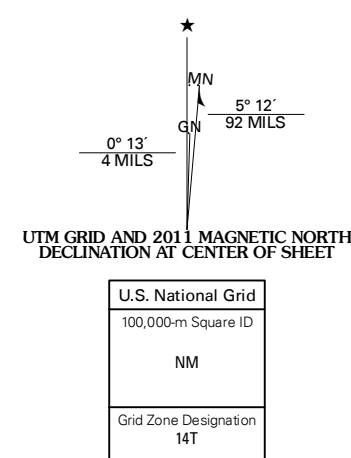 ★
MN
5° 12´
92 MILS
GN
0° 13´
4 MILS
UTM GRID AND 2011 MAGNETIC NORTH
DECLINATION AT CENTER OF SHEET
U.S. National Grid
100,000-m Square ID
NM
Grid Zone Designation
14T